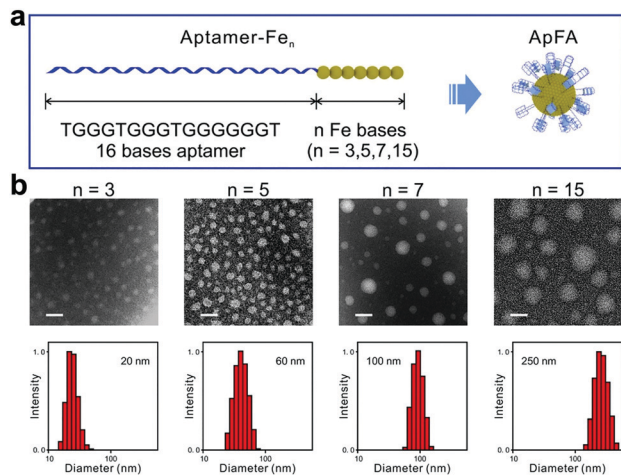 a
Aptamer-Feₙ
ApFA
TGGGTGGGTGGGGGGT
16 bases aptamer
n Fe bases
(n = 3,5,7,15)
b
n = 3
n = 5
n = 7
n = 15
Intensity
1.0
0.0
20 nm
10
100
Diameter (nm)
Intensity
1.0
0.0
60 nm
10
100
Diameter (nm)
Intensity
1.0
0.0
100 nm
10
100
Diameter (nm)
Intensity
1.0
0.0
250 nm
10
100
Diameter (nm)